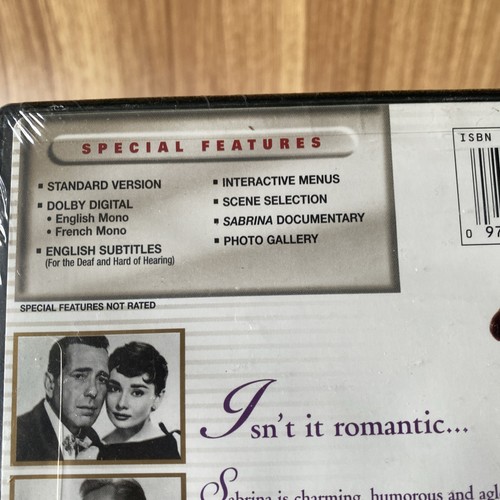 SPECIAL FEATURES
▪ STANDARD VERSION
▪ DOLBY DIGITAL
• English Mono
• French Mono
▪ ENGLISH SUBTITLES
(For the Deaf and Hard of Hearing)
▪ INTERACTIVE MENUS
▪ SCENE SELECTION
▪ SABRINA DOCUMENTARY
▪ PHOTO GALLERY
SPECIAL FEATURES NOT RATED
ISBN
0 97
Isn't it romantic...
Sabrina is charming, humorous and